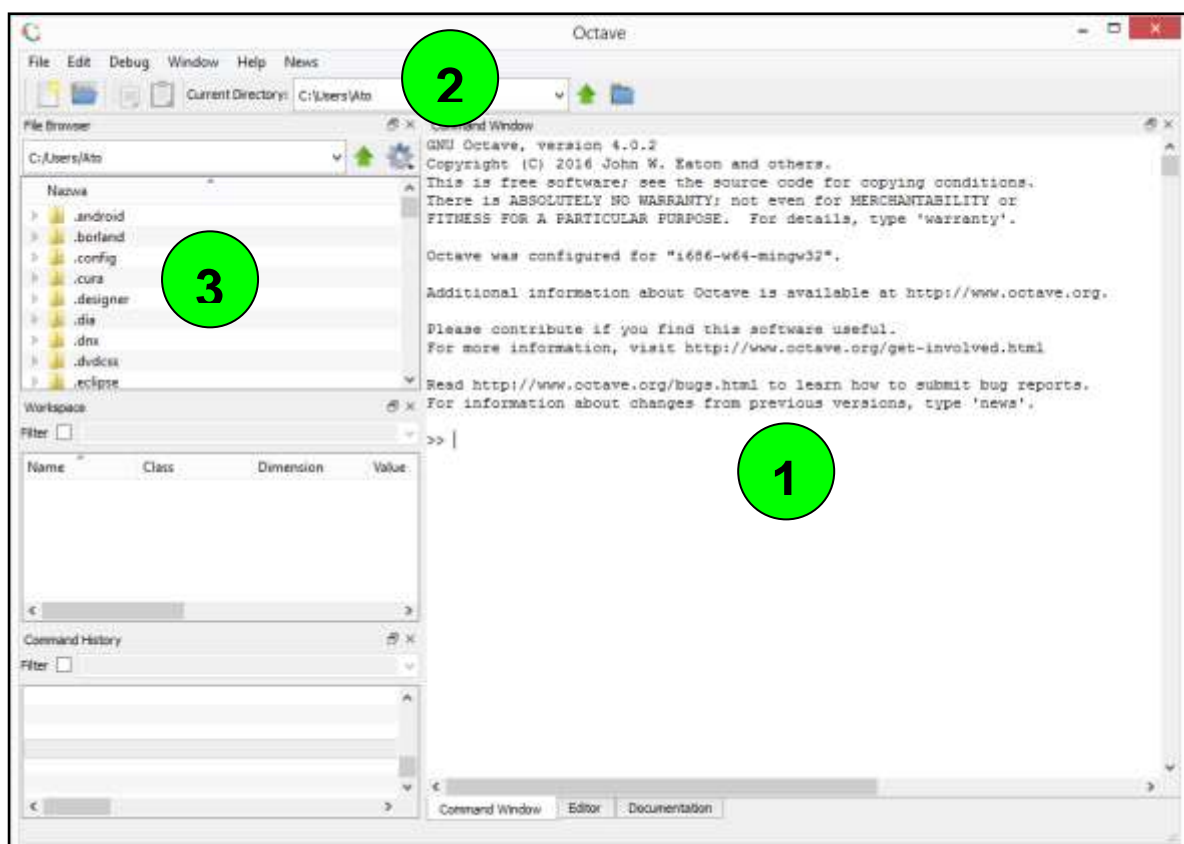 Octave
File Edit Debug Window Help News
Current Directory: C:\Users\Ato
2
File Browser
C:/Users/Ato
Nazwa
.android
.borland
.config
.cura
.designer
.dia
.dnx
.dvdcss
.eclipse
3
Workspace
Filter
Name Class Dimension Value
Command History
Filter
Command Window
GNU Octave, version 4.0.2
Copyright (C) 2016 John W. Eaton and others.
This is free software; see the source code for copying conditions.
There is ABSOLUTELY NO WARRANTY; not even for MERCHANTABILITY or
FITNESS FOR A PARTICULAR PURPOSE. For details, type 'warranty'.
Octave was configured for "i686-w64-mingw32".
Additional information about Octave is available at http://www.octave.org.
Please contribute if you find this software useful.
For more information, visit http://www.octave.org/get-involved.html
Read http://www.octave.org/bugs.html to learn how to submit bug reports.
For information about changes from previous versions, type 'news'.
>>
1
Command Window Editor Documentation